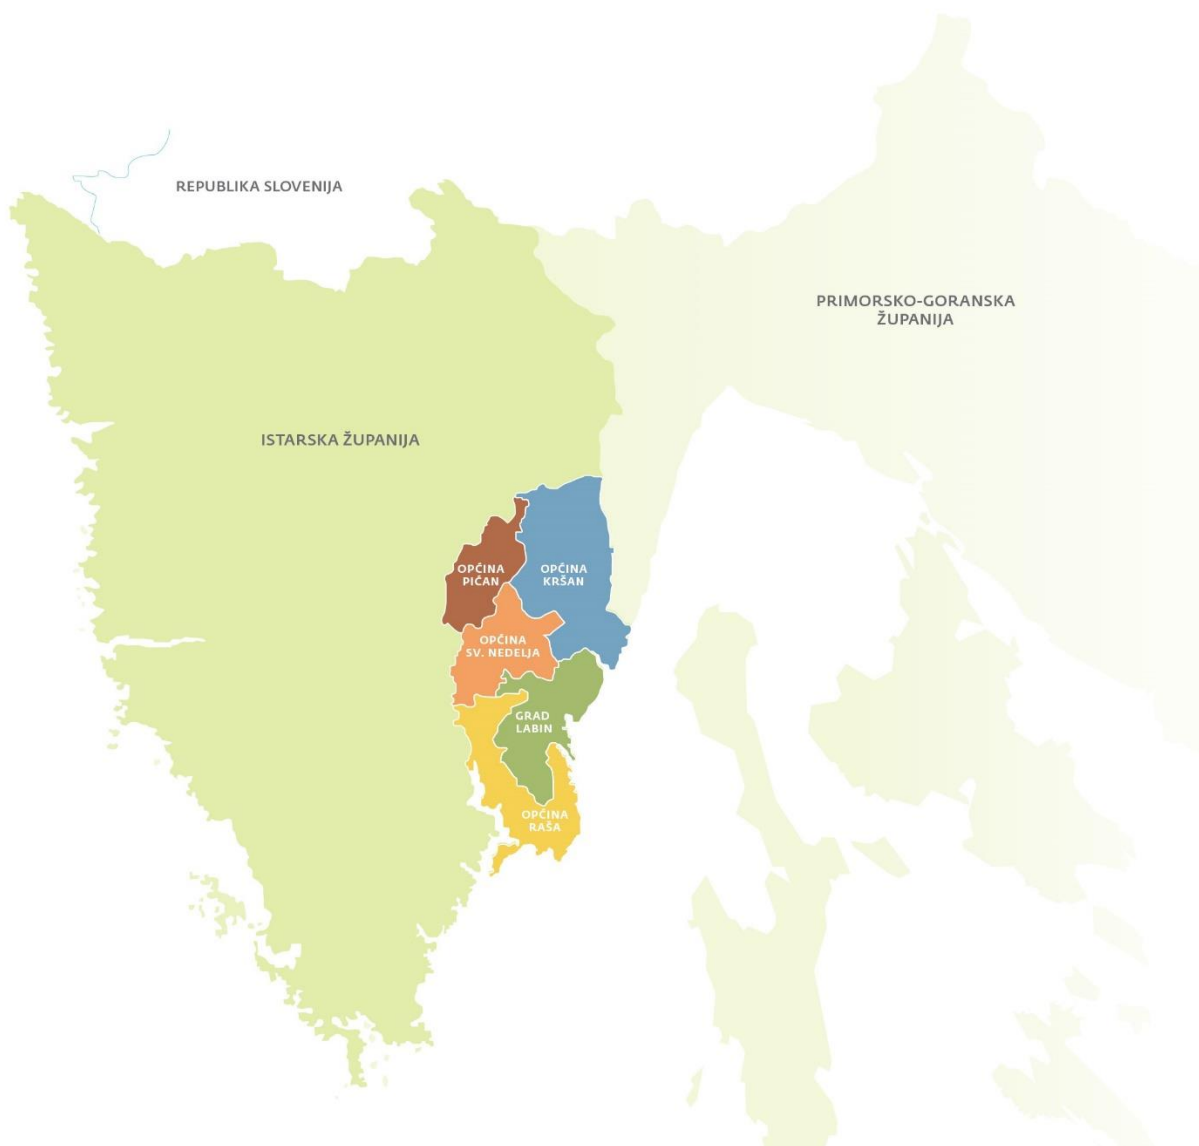 REPUBLIKA SLOVENIJA
PRIMORSKO-GORANSKA
ŽUPANIJA
ISTARSKA ŽUPANIJA
OPĆINA
PIĆAN
OPĆINA
KRŠAN
OPĆINA
SV. NEDELJA
GRAD
LABIN
OPĆINA
RAŠA